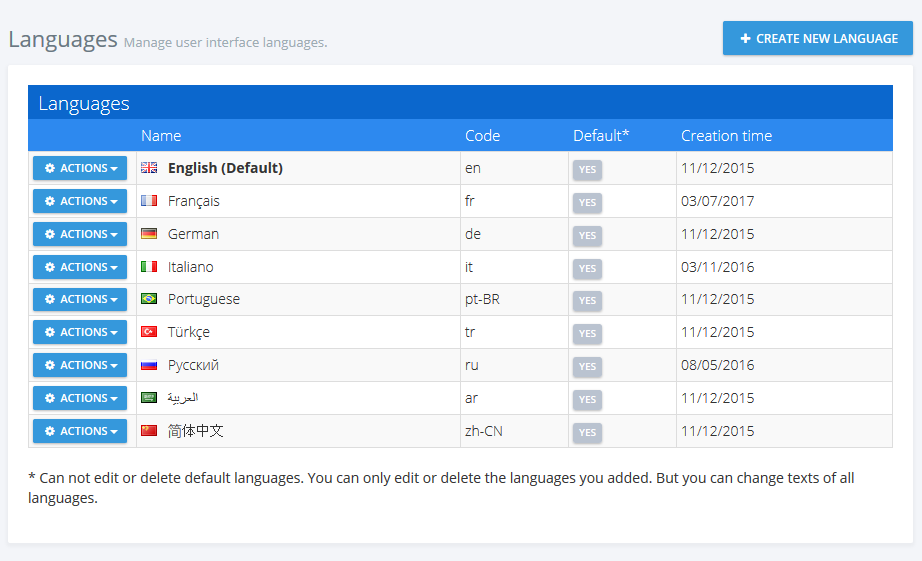 Languages Manage user interface languages.
CREATE NEW LANGUAGE
Languages
Name Code Default* Creation time
ACTIONS English (Default) en YES 11/12/2015
ACTIONS Français fr YES 03/07/2017
ACTIONS German de YES 11/12/2015
ACTIONS Italiano it YES 03/11/2016
ACTIONS Portuguese pt-BR YES 11/12/2015
ACTIONS Türkçe tr YES 11/12/2015
ACTIONS Русский ru YES 08/05/2016
ACTIONS العربية ar YES 11/12/2015
ACTIONS 简体中文 zh-CN YES 11/12/2015
* Can not edit or delete default languages. You can only edit or delete the languages you added. But you can change texts of all
languages.